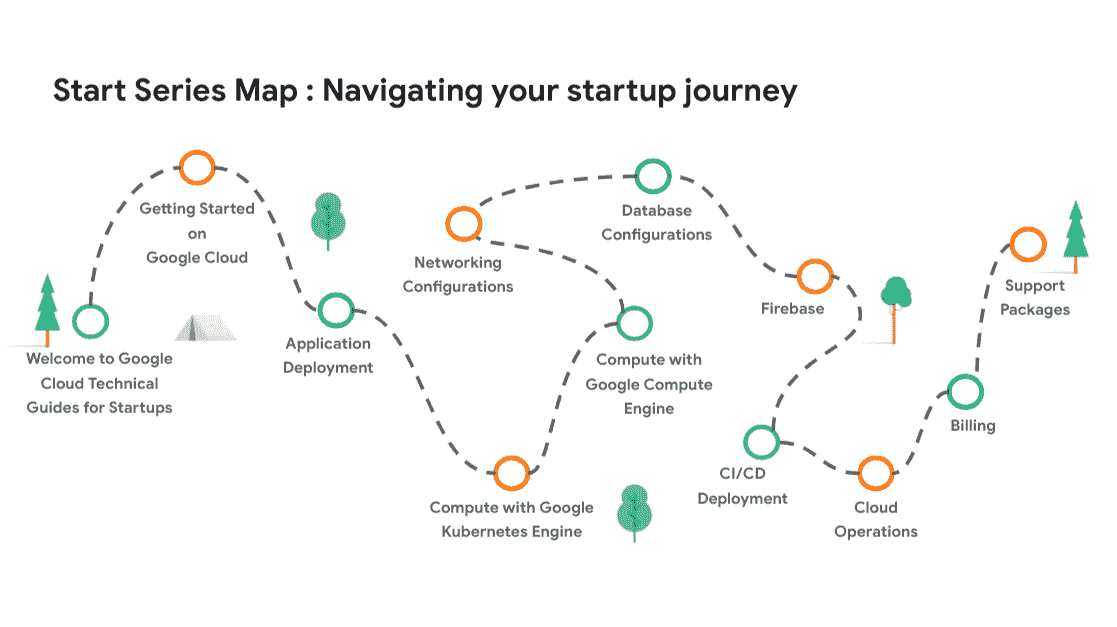 Start Series Map : Navigating your startup journey
Getting Started
on
Google Cloud
Welcome to Google
Cloud Technical
Guides for Startups
Application
Deployment
Compute with Google
Kubernetes Engine
Compute with
Google Compute
Engine
Networking
Configurations
Database
Configurations
Firebase
CI/CD
Deployment
Cloud
Operations
Billing
Support
Packages